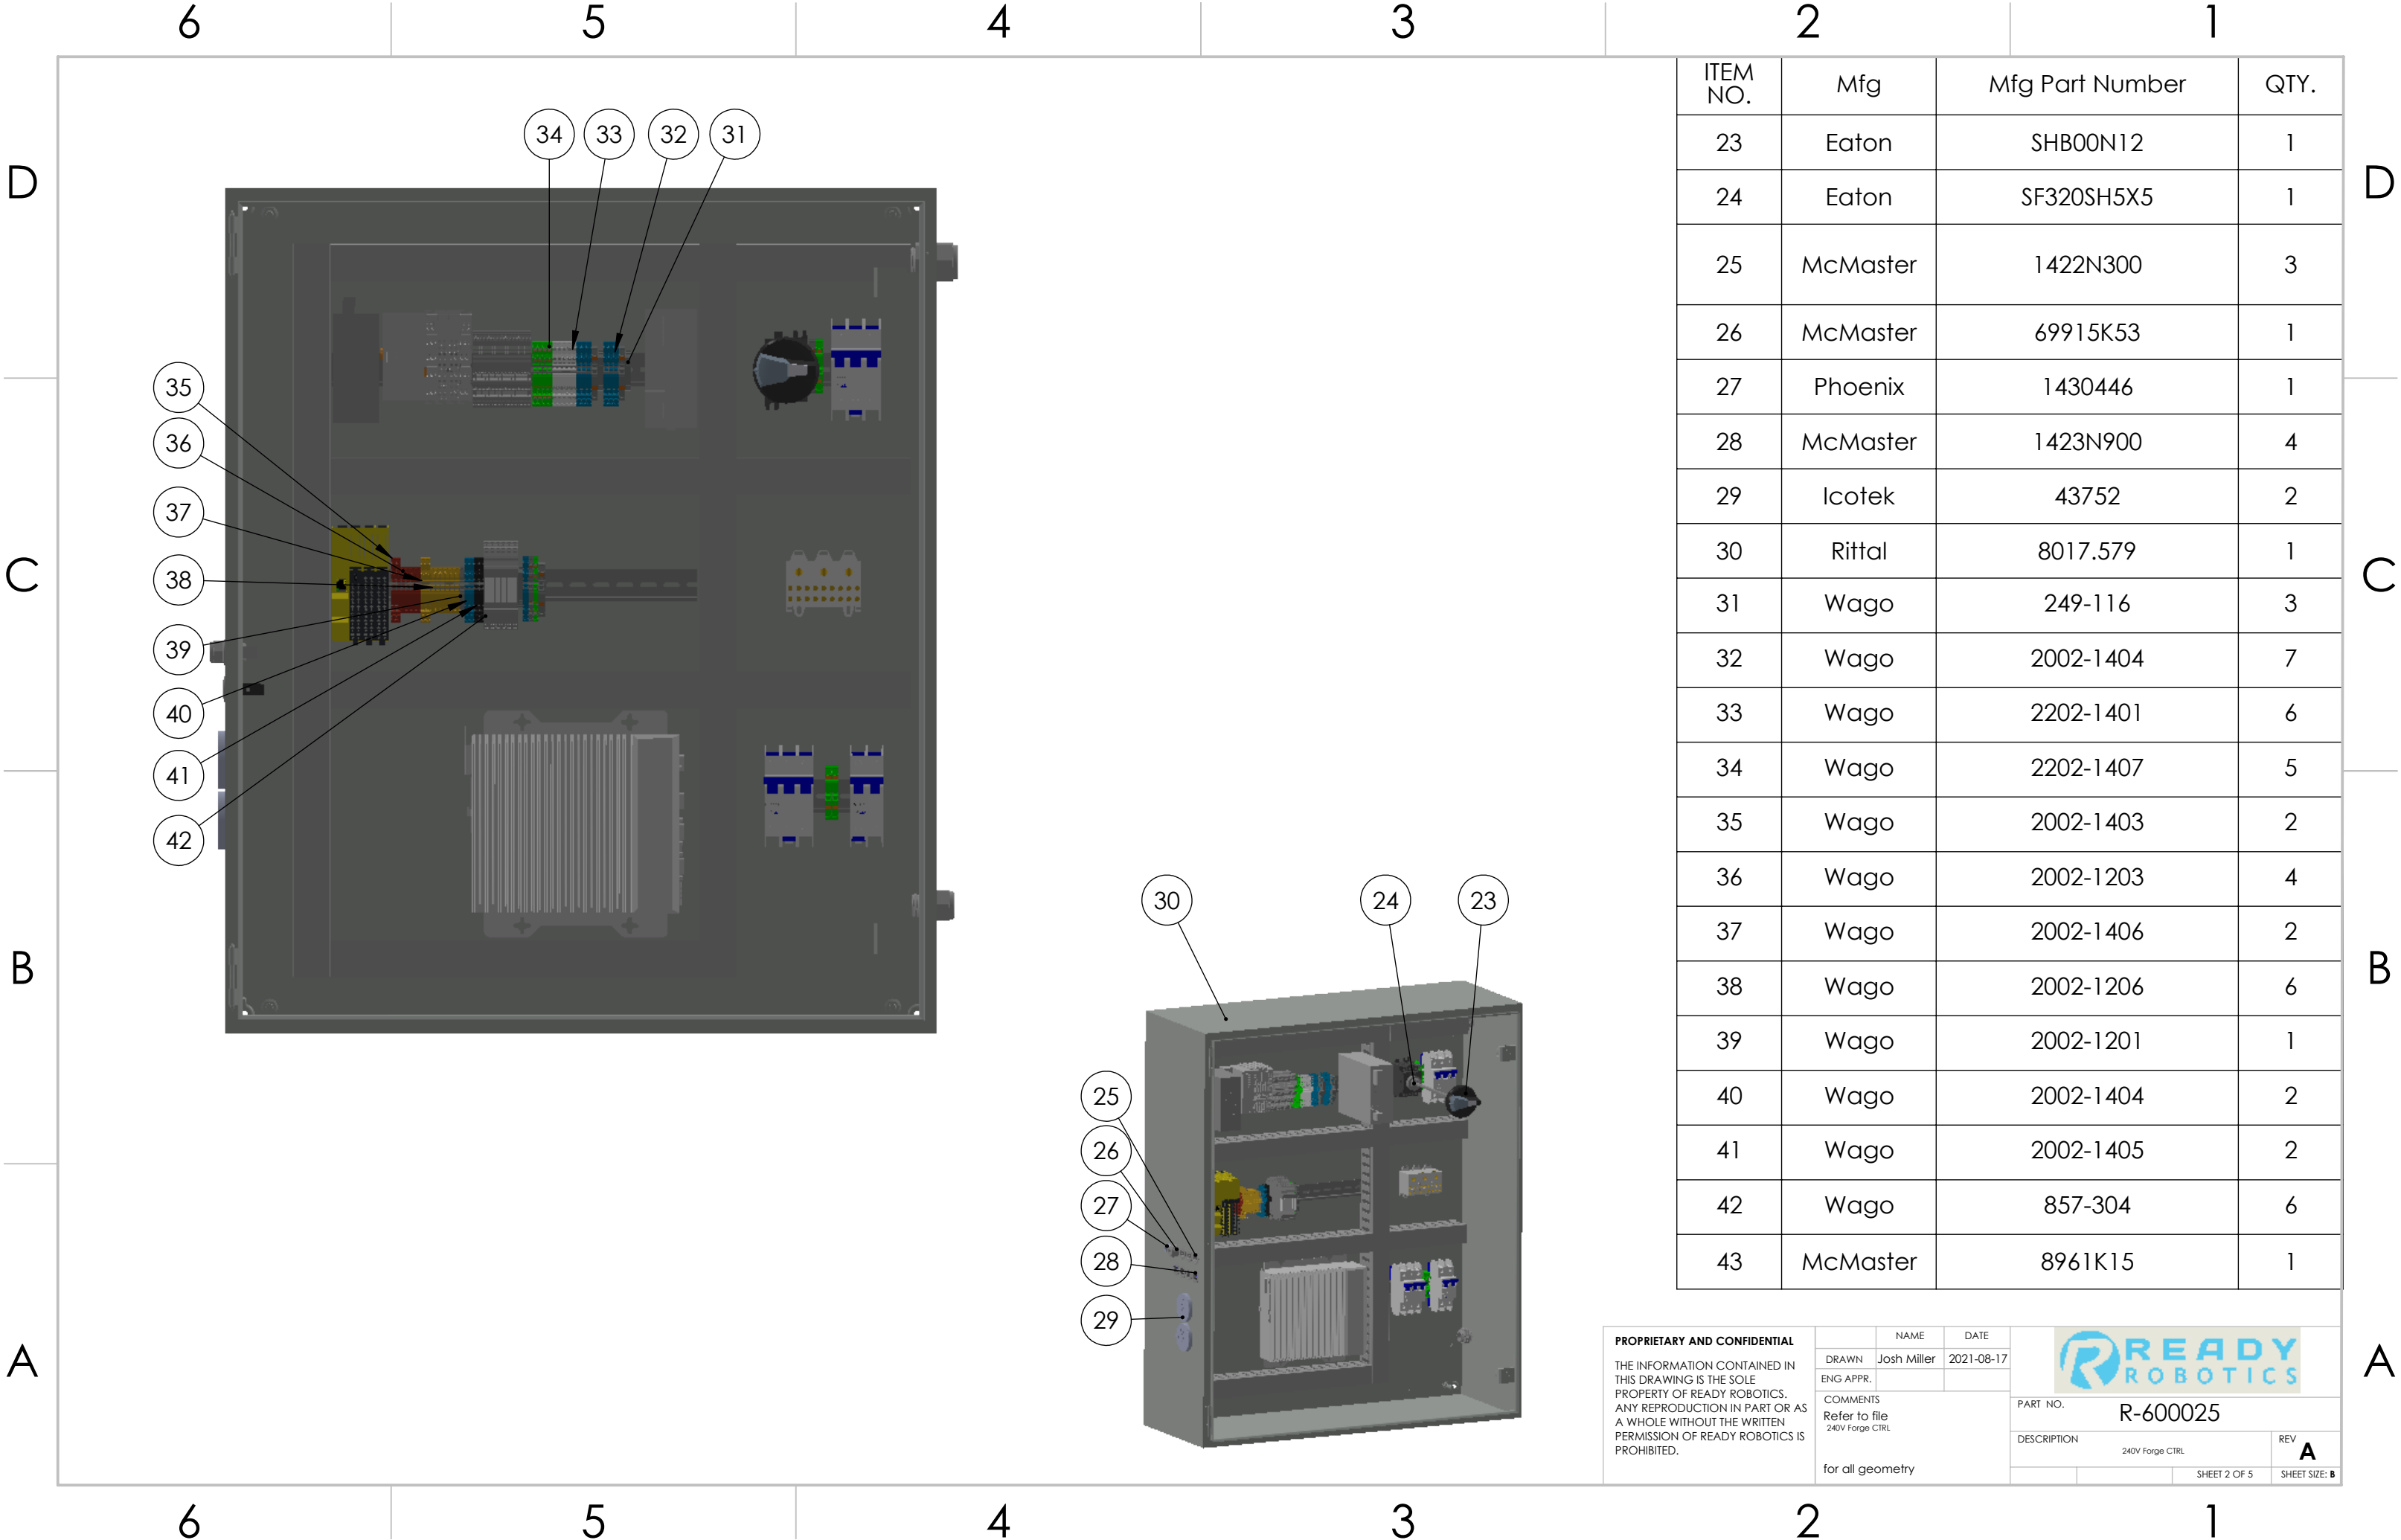 6 5 4 3 2 1
D
D
C
C
B
B
A
A
ITEM NO. Mfg Mfg Part Number QTY.
23 Eaton SHB00N12 1
24 Eaton SF320SH5X5 1
25 McMaster 1422N300 3
26 McMaster 69915K53 1
27 Phoenix 1430446 1
28 McMaster 1423N900 4
29 Icotek 43752 2
30 Rittal 8017.579 1
31 Wago 249-116 3
32 Wago 2002-1404 7
33 Wago 2202-1401 6
34 Wago 2202-1407 5
35 Wago 2002-1403 2
36 Wago 2002-1203 4
37 Wago 2002-1406 2
38 Wago 2002-1206 6
39 Wago 2002-1201 1
40 Wago 2002-1404 2
41 Wago 2002-1405 2
42 Wago 857-304 6
43 McMaster 8961K15 1
34 33 32 31
35
36
37
38
39
40
41
42
30 24 23
25
26
27
28
29
PROPRIETARY AND CONFIDENTIAL
THE INFORMATION CONTAINED IN
THIS DRAWING IS THE SOLE
PROPERTY OF READY ROBOTICS.
ANY REPRODUCTION IN PART OR AS
A WHOLE WITHOUT THE WRITTEN
PERMISSION OF READY ROBOTICS IS
PROHIBITED.
NAME DATE
DRAWN Josh Miller 2021-08-17
ENG APPR.
COMMENTS
Refer to file
240V Forge CTRL
for all geometry
READY
ROBOTICS
PART NO. R-600025
DESCRIPTION
240V Forge CTRL
REV
A
SHEET 2 OF 5
SHEET SIZE: B
6 5 4 3 2 1